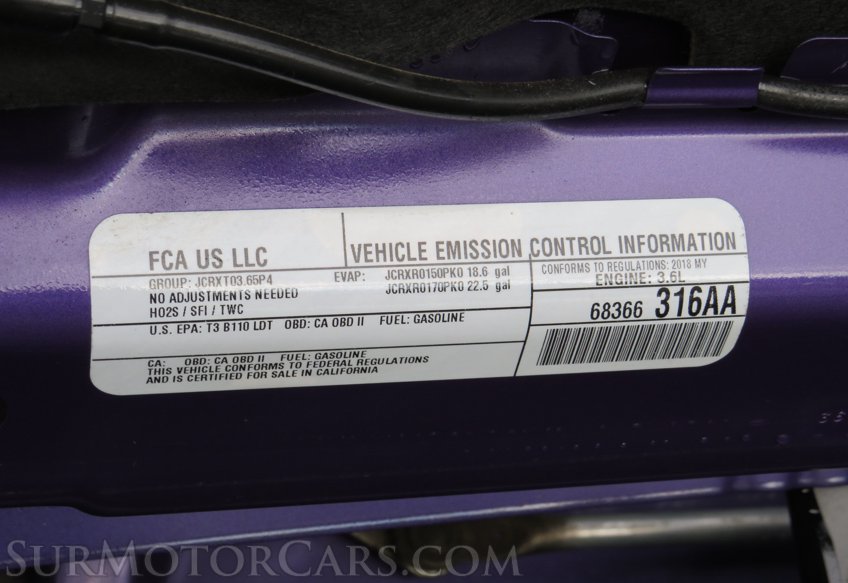 FCA US LLC
VEHICLE EMISSION CONTROL INFORMATION
GROUP: JCRXT03.65P4
EVAP: JCRXR0150PK0 18.6 gal
JCRXR0170PK0 22.5 gal
CONFORMS TO REGULATIONS: 2018 MY
ENGINE: 3.6L
NO ADJUSTMENTS NEEDED
HO2S / SFI / TWC
68366 316AA
U.S. EPA: T3 B110 LDT OBD: CA OBD II FUEL: GASOLINE
CA: OBD: CA OBD II FUEL: GASOLINE
THIS VEHICLE CONFORMS TO FEDERAL REGULATIONS
AND IS CERTIFIED FOR SALE IN CALIFORNIA
SURMOTORCARS.COM